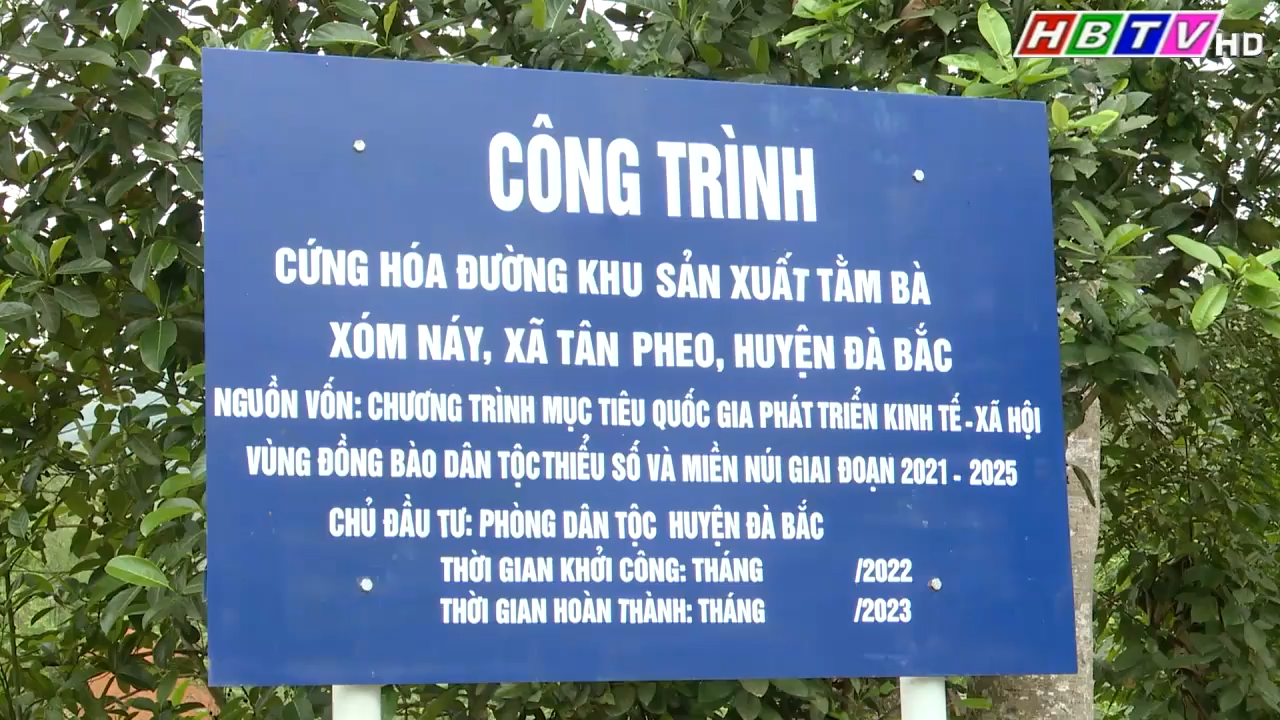 HBTV HD
CÔNG TRÌNH
CỨNG HÓA ĐƯỜNG KHU SẢN XUẤT TẰM BÀ
XÓM NÁY, XÃ TÂN PHEO, HUYỆN ĐÀ BẮC
NGUỒN VỐN: CHƯƠNG TRÌNH MỤC TIÊU QUỐC GIA PHÁT TRIỂN KINH TẾ - XÃ HỘI
VÙNG ĐỒNG BÀO DÂN TỘC THIỂU SỐ VÀ MIỀN NÚI GIAI ĐOẠN 2021 - 2025
CHỦ ĐẦU TƯ: PHÒNG DÂN TỘC HUYỆN ĐÀ BẮC
THỜI GIAN KHỞI CÔNG: THÁNG /2022
THỜI GIAN HOÀN THÀNH: THÁNG /2023